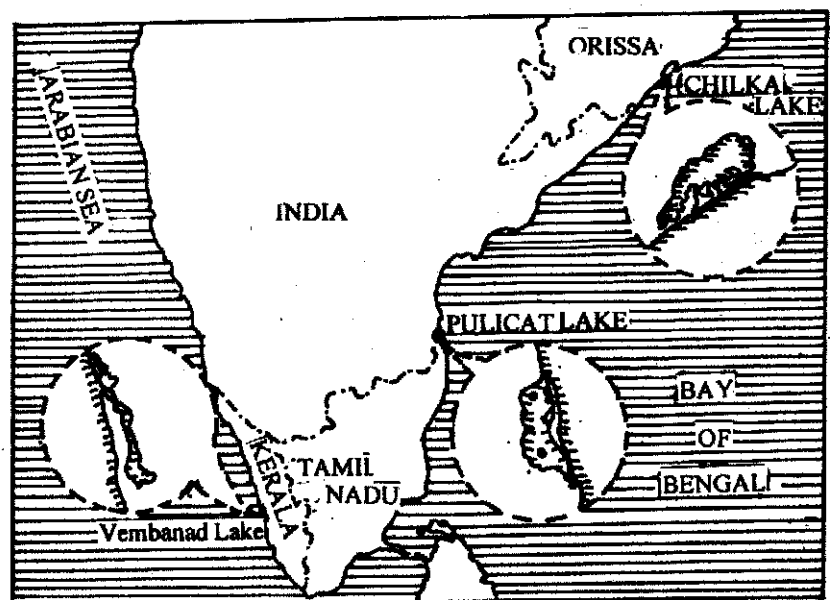 ORISSA
CHILKA
LAKE
ARABIAN SEA
INDIA
PULICAT LAKE
BAY
OF
BENGAL
KERALA
TAMIL
NADU
Vembanad Lake